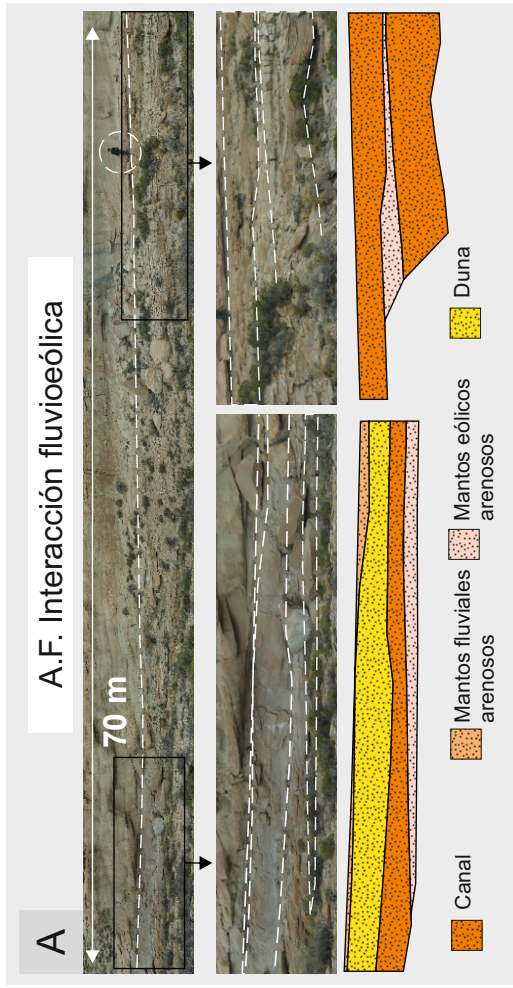 A
A.F. Interacción fluvioeólica
70 m
Canal
Mantos fluviales
arenosos
Mantos eólicos
arenosos
Duna